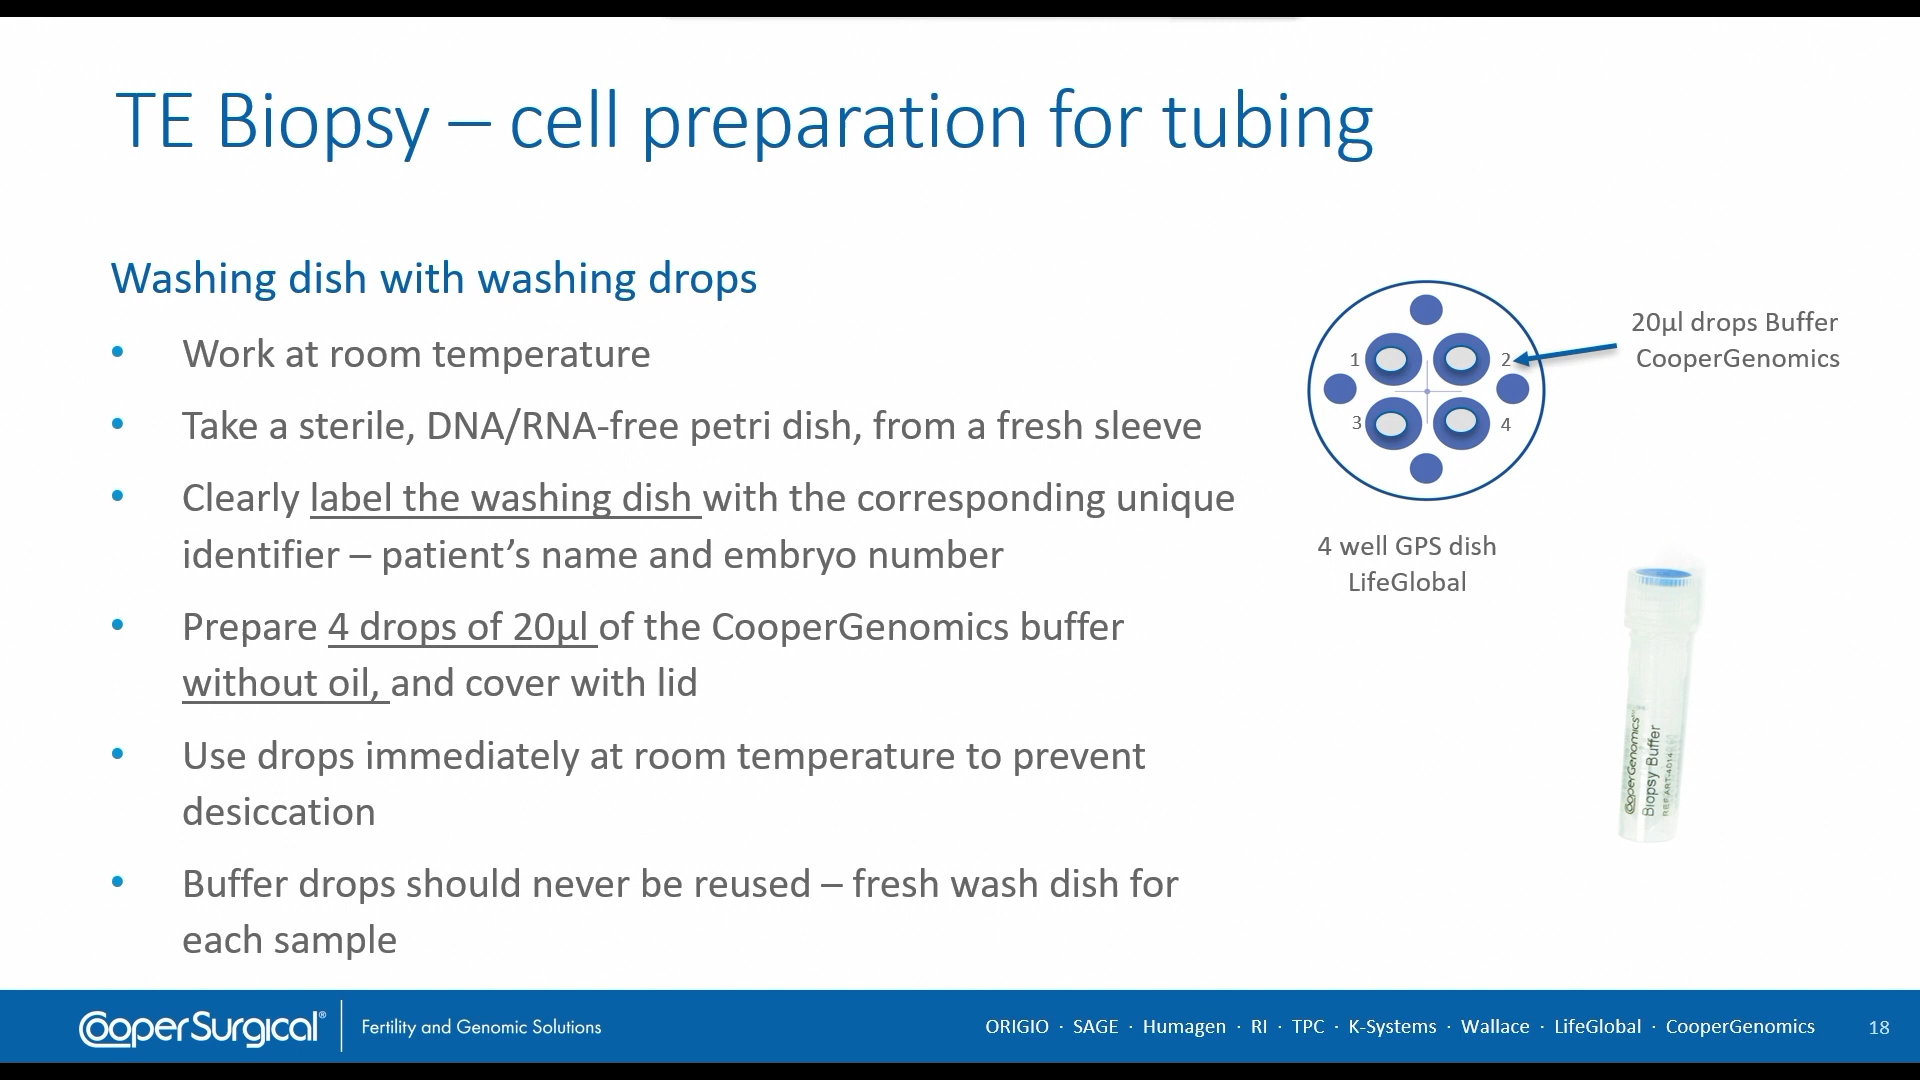 TE Biopsy – cell preparation for tubing
Washing dish with washing drops
• Work at room temperature
• Take a sterile, DNA/RNA-free petri dish, from a fresh sleeve
• Clearly label the washing dish with the corresponding unique
identifier – patient’s name and embryo number
• Prepare 4 drops of 20µl of the CooperGenomics buffer
without oil, and cover with lid
• Use drops immediately at room temperature to prevent
desiccation
• Buffer drops should never be reused – fresh wash dish for
each sample
1
2
3
4
20µl drops Buffer
CooperGenomics
4 well GPS dish
LifeGlobal
CooperGenomics
Biopsy Buffer
CooperSurgical® Fertility and Genomic Solutions
ORIGIO · SAGE · Humagen · RI · TPC · K-Systems · Wallace · LifeGlobal · CooperGenomics
18